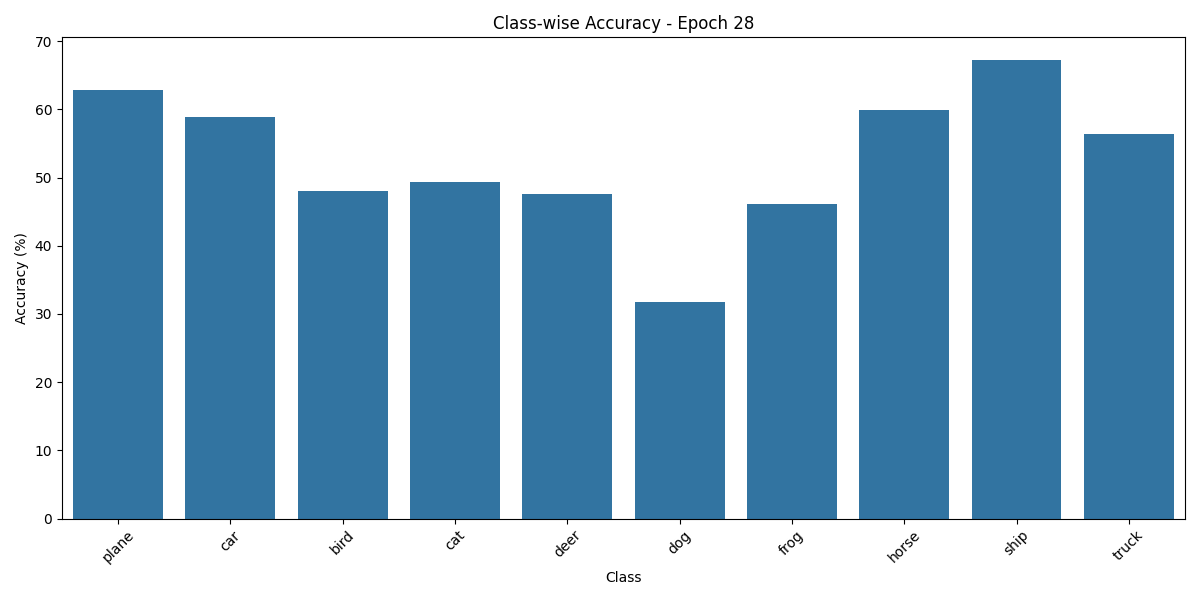 Class-wise Accuracy - Epoch 28
70
60
50
40
30
20
10
0
Accuracy (%)
plane
car
bird
cat
deer
dog
frog
horse
ship
truck
Class